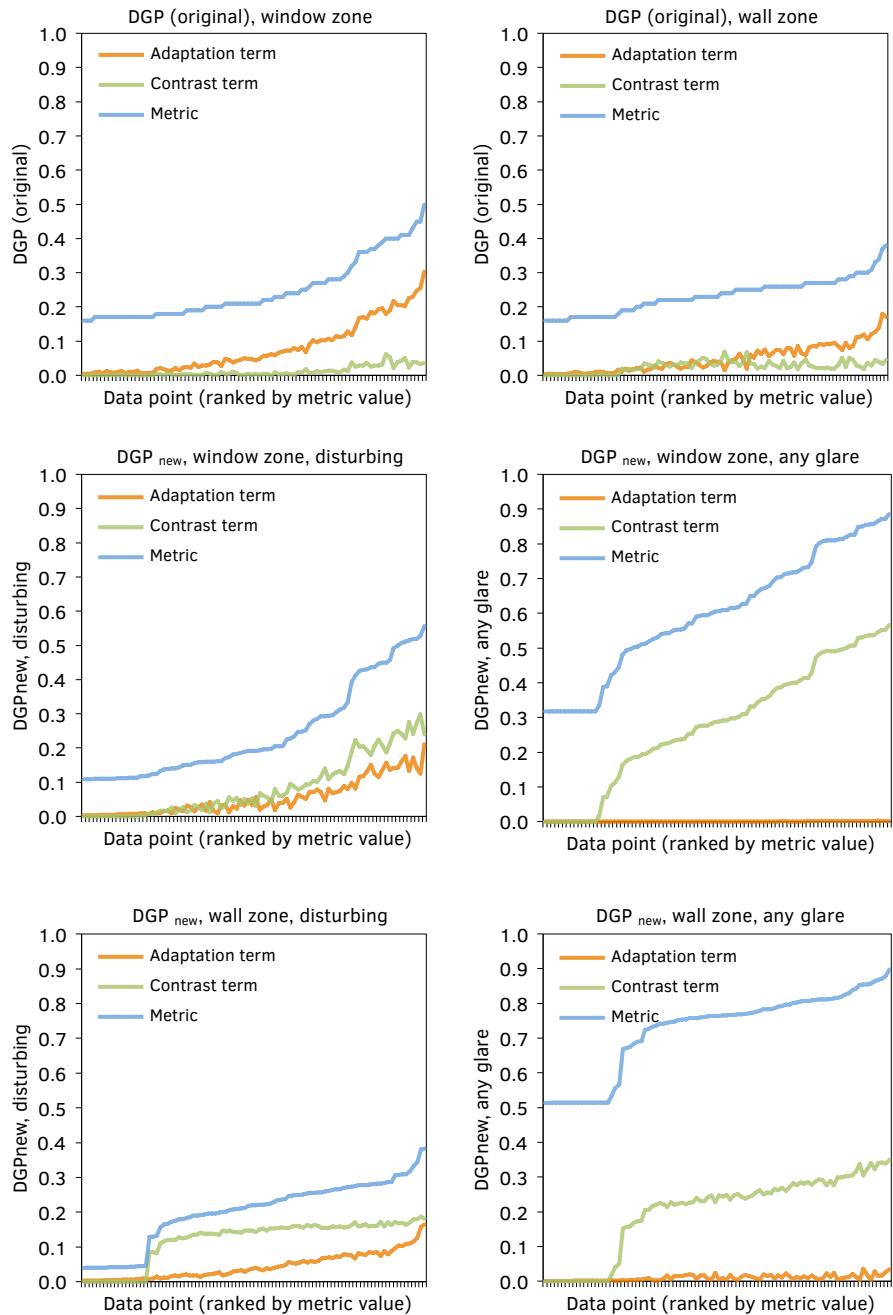 DGP (original), window zone
1.0
0.9
0.8
0.7
0.6
0.5
0.4
0.3
0.2
0.1
0.0
DGP (original)
Adaptation term
Contrast term
Metric
Data point (ranked by metric value)
DGP (original), wall zone
1.0
0.9
0.8
0.7
0.6
0.5
0.4
0.3
0.2
0.1
0.0
DGP (original)
Adaptation term
Contrast term
Metric
Data point (ranked by metric value)
DGP new, window zone, disturbing
1.0
0.9
0.8
0.7
0.6
0.5
0.4
0.3
0.2
0.1
0.0
DGPnew, disturbing
Adaptation term
Contrast term
Metric
Data point (ranked by metric value)
DGP new, window zone, any glare
1.0
0.9
0.8
0.7
0.6
0.5
0.4
0.3
0.2
0.1
0.0
DGPnew, any glare
Adaptation term
Contrast term
Metric
Data point (ranked by metric value)
DGP new, wall zone, disturbing
1.0
0.9
0.8
0.7
0.6
0.5
0.4
0.3
0.2
0.1
0.0
DGPnew, disturbing
Adaptation term
Contrast term
Metric
Data point (ranked by metric value)
DGP new, wall zone, any glare
1.0
0.9
0.8
0.7
0.6
0.5
0.4
0.3
0.2
0.1
0.0
DGPnew, any glare
Adaptation term
Contrast term
Metric
Data point (ranked by metric value)